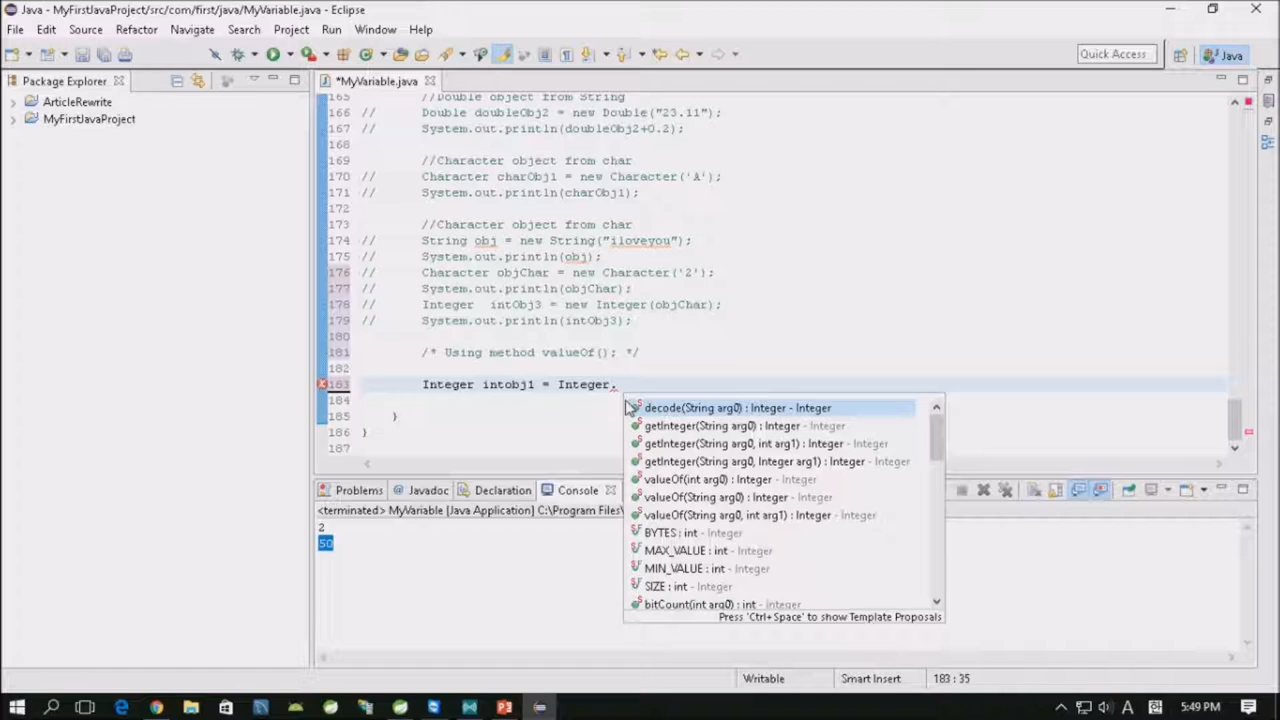 Java - MyFirstJavaProject/src/com/first/java/MyVariable.java - Eclipse
File Edit Source Refactor Navigate Search Project Run Window Help
Quick Access
Java
Package Explorer
*MyVariable.java
ArticleRewrite
MyFirstJavaProject
165 //Double object from String
166 // Double doubleObj2 = new Double("23.11");
167 // System.out.println(doubleObj2+0.2);
168
169 //Character object from char
170 // Character charObj1 = new Character('A');
171 // System.out.println(charObj1);
172
173 //Character object from char
174 // String obj = new String("iloveyou");
175 // System.out.println(obj);
176 // Character objChar = new Character('2');
177 // System.out.println(objChar);
178 // Integer intObj3 = new Integer(objChar);
179 // System.out.println(intObj3);
180
181 /* Using method valueOf(); */
182
183 Integer intobj1 = Integer.
184
185 }
186 }
187
decode(String arg0) : Integer - Integer
getInteger(String arg0) : Integer - Integer
getInteger(String arg0, int arg1) : Integer - Integer
getInteger(String arg0, Integer arg1) : Integer - Integer
valueOf(int arg0) : Integer - Integer
valueOf(String arg0) : Integer - Integer
valueOf(String arg0, int arg1) : Integer - Integer
BYTES : int - Integer
MAX_VALUE : int - Integer
MIN_VALUE : int - Integer
SIZE : int - Integer
bitCount(int arg0) : int - Integer
Press 'Ctrl+Space' to show Template Proposals
Problems Javadoc Declaration Console
<terminated> MyVariable [Java Application] C:\Program Files\
2
50
Writable Smart Insert 183 : 35
A 5:49 PM